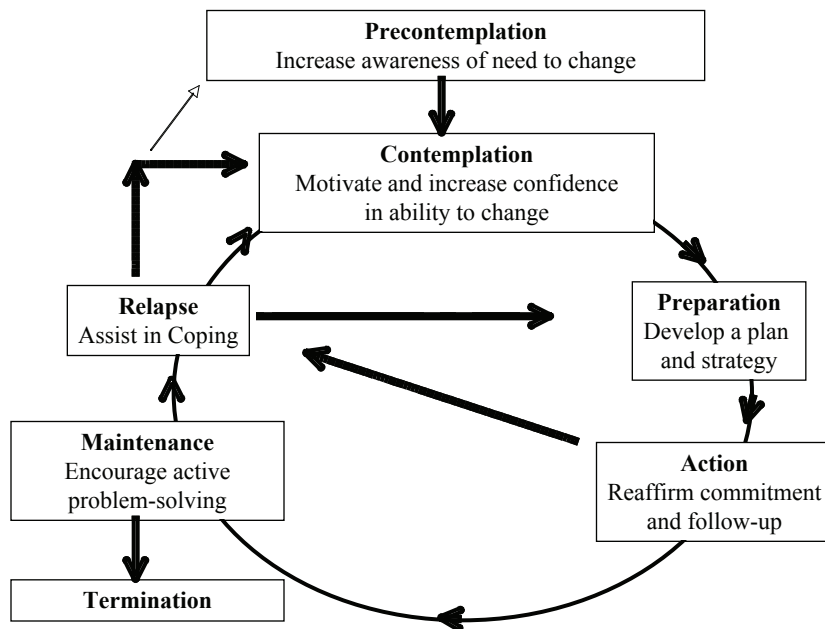 Precontemplation
Increase awareness of need to change
Contemplation
Motivate and increase confidence
in ability to change
Relapse
Assist in Coping
Preparation
Develop a plan
and strategy
Maintenance
Encourage active
problem-solving
Action
Reaffirm commitment
and follow-up
Termination